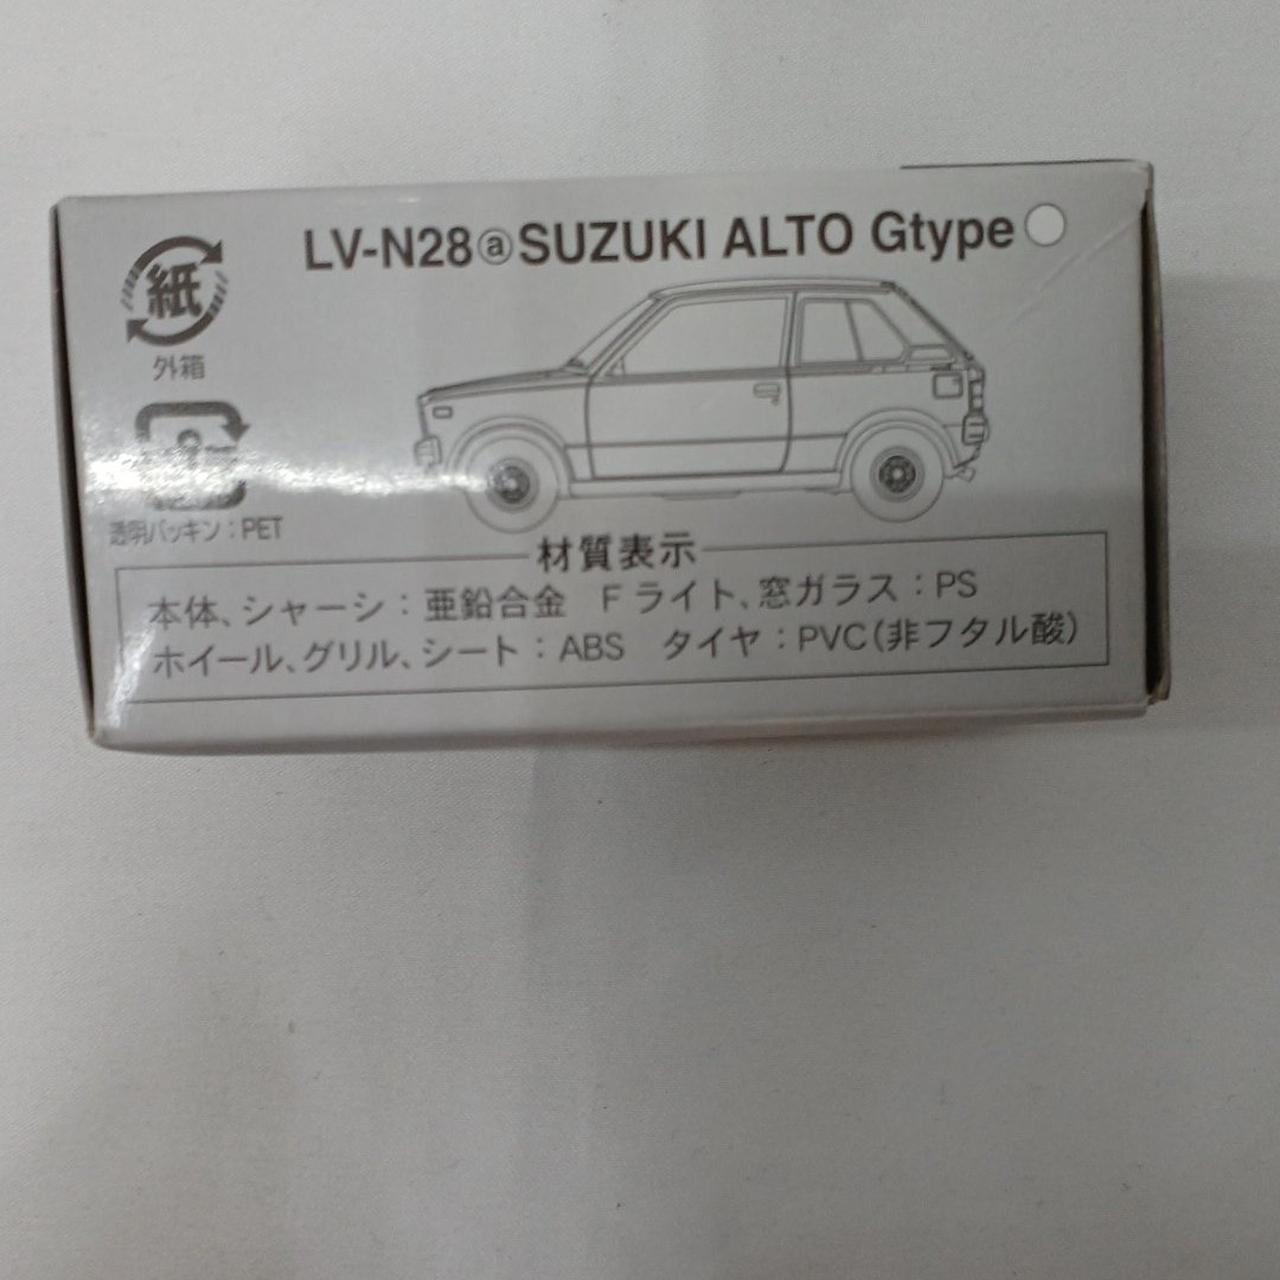 LV-N28ⓐSUZUKI ALTO Gtype
紙
外箱
透明パッキン：PET
材質表示
本体、シャーシ：亜鉛合金 Fライト、窓ガラス：PS
ホイール、グリル、シート：ABS タイヤ：PVC(非フタル酸)